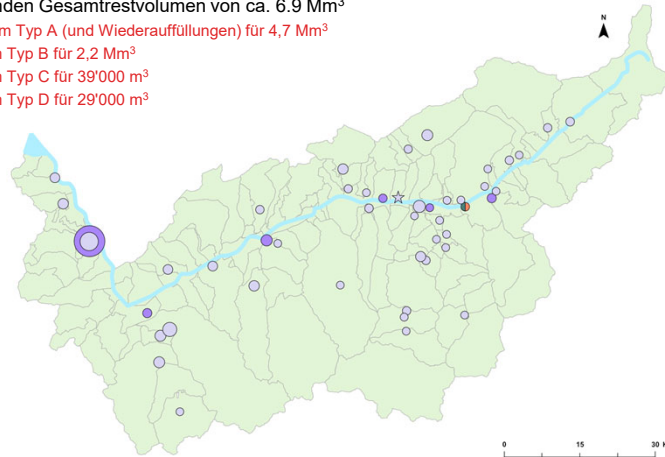 nden Gesamtrestvolumen von ca. 6.9 Mm³
m Typ A (und Wiederauffüllungen) für 4,7 Mm³
Typ B für 2,2 Mm³
Typ C für 39'000 m³
Typ D für 29'000 m³
N
0 15 30 K